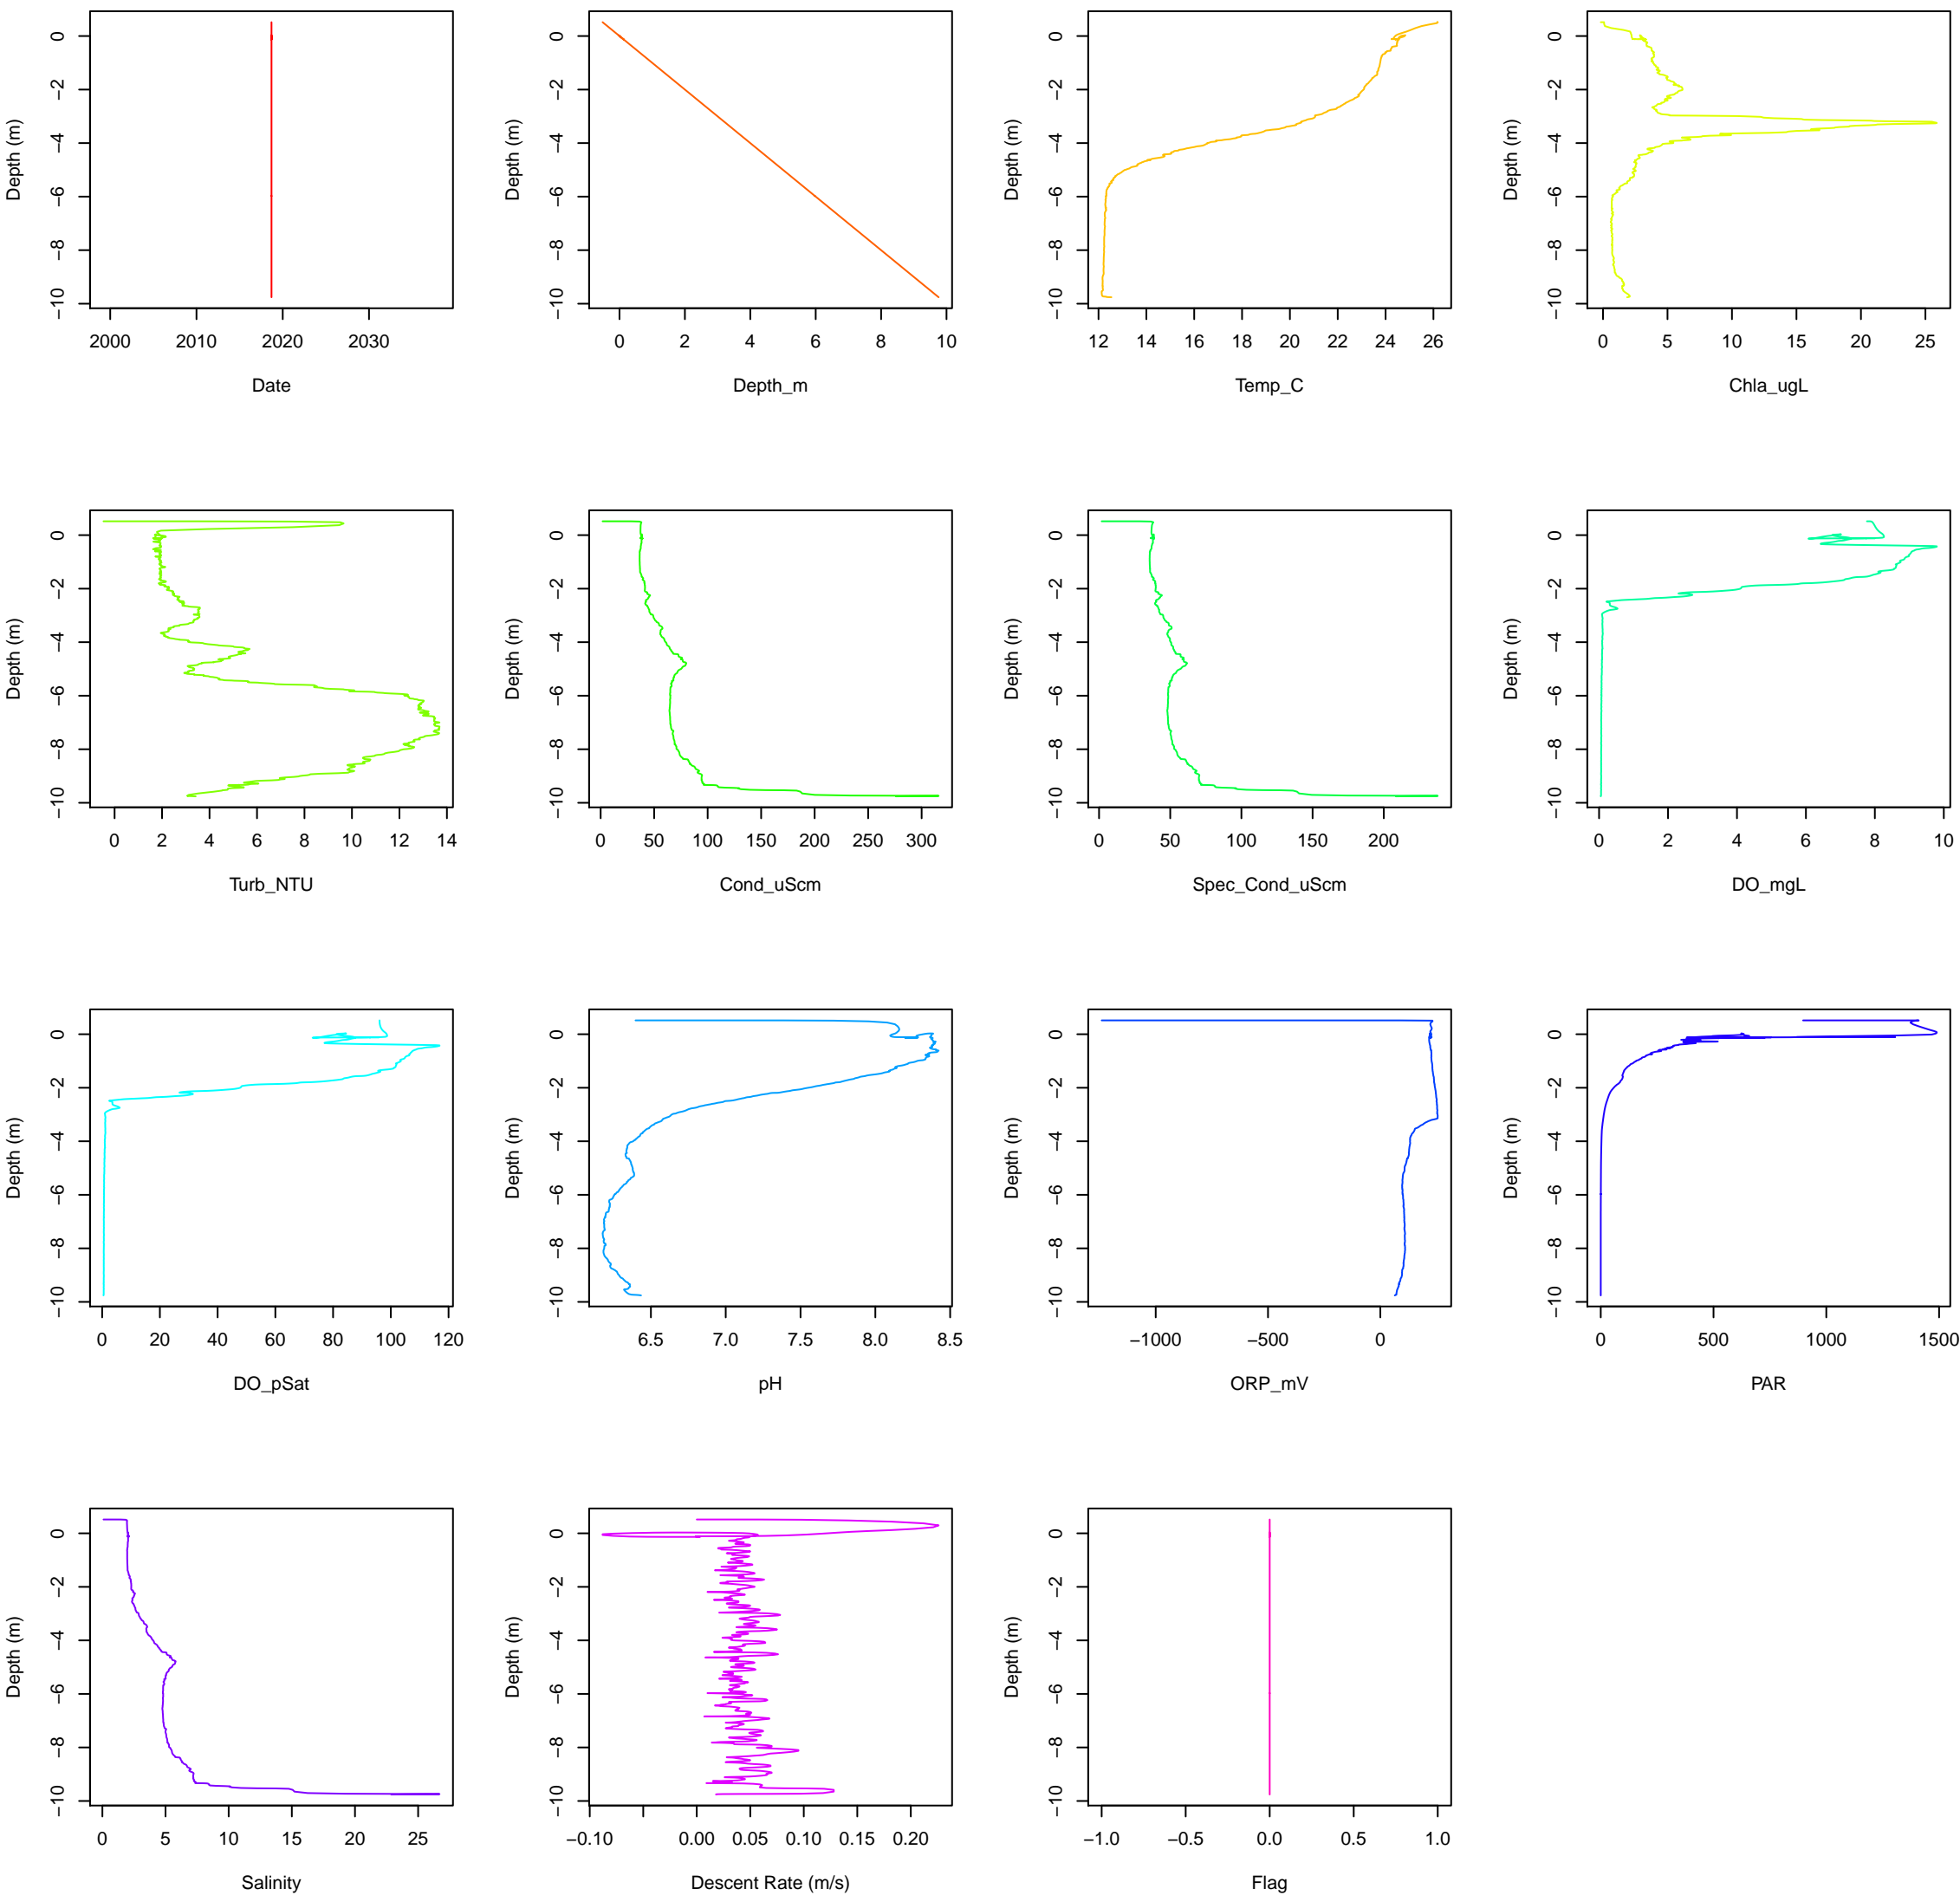 Depth (m)
0
−2
−4
−6
−8
−10
2000 2010 2020 2030
Date
Depth (m)
0
−2
−4
−6
−8
−10
0 2 4 6 8 10
Depth_m
Depth (m)
0
−2
−4
−6
−8
−10
12 14 16 18 20 22 24 26
Temp_C
Depth (m)
0
−2
−4
−6
−8
−10
0 5 10 15 20 25
Chla_ugL
Depth (m)
0
−2
−4
−6
−8
−10
0 2 4 6 8 10 12 14
Turb_NTU
Depth (m)
0
−2
−4
−6
−8
−10
0 50 100 150 200 250 300
Cond_uScm
Depth (m)
0
−2
−4
−6
−8
−10
0 50 100 150 200
Spec_Cond_uScm
Depth (m)
0
−2
−4
−6
−8
−10
0 2 4 6 8 10
DO_mgL
Depth (m)
0
−2
−4
−6
−8
−10
0 20 40 60 80 100 120
DO_pSat
Depth (m)
0
−2
−4
−6
−8
−10
6.5 7.0 7.5 8.0 8.5
pH
Depth (m)
0
−2
−4
−6
−8
−10
−1000 −500 0
ORP_mV
Depth (m)
0
−2
−4
−6
−8
−10
0 500 1000 1500
PAR
Depth (m)
0
−2
−4
−6
−8
−10
0 5 10 15 20 25
Salinity
Depth (m)
0
−2
−4
−6
−8
−10
−0.10 0.00 0.05 0.10 0.15 0.20
Descent Rate (m/s)
Depth (m)
0
−2
−4
−6
−8
−10
−1.0 −0.5 0.0 0.5 1.0
Flag